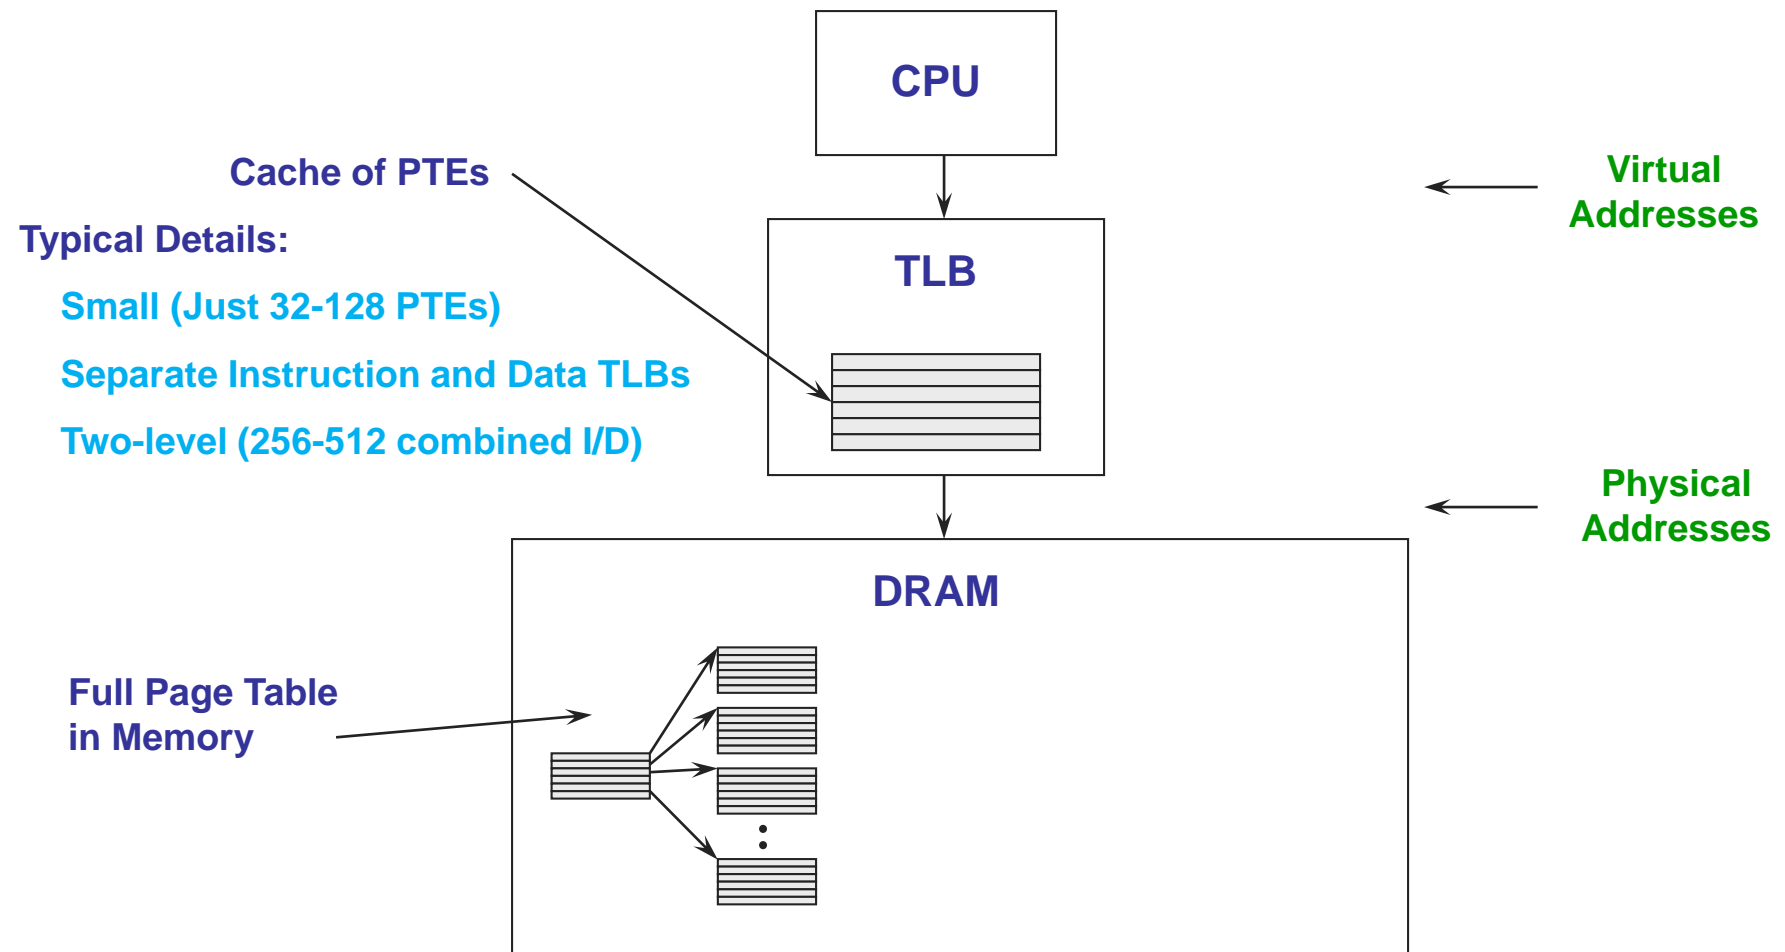 CPU
Cache of PTEs
Virtual
Addresses
Typical Details:
TLB
Small (Just 32-128 PTEs)
Separate Instruction and Data TLBs
Two-level (256-512 combined I/D)
Physical
Addresses
DRAM
Full Page Table
in Memory